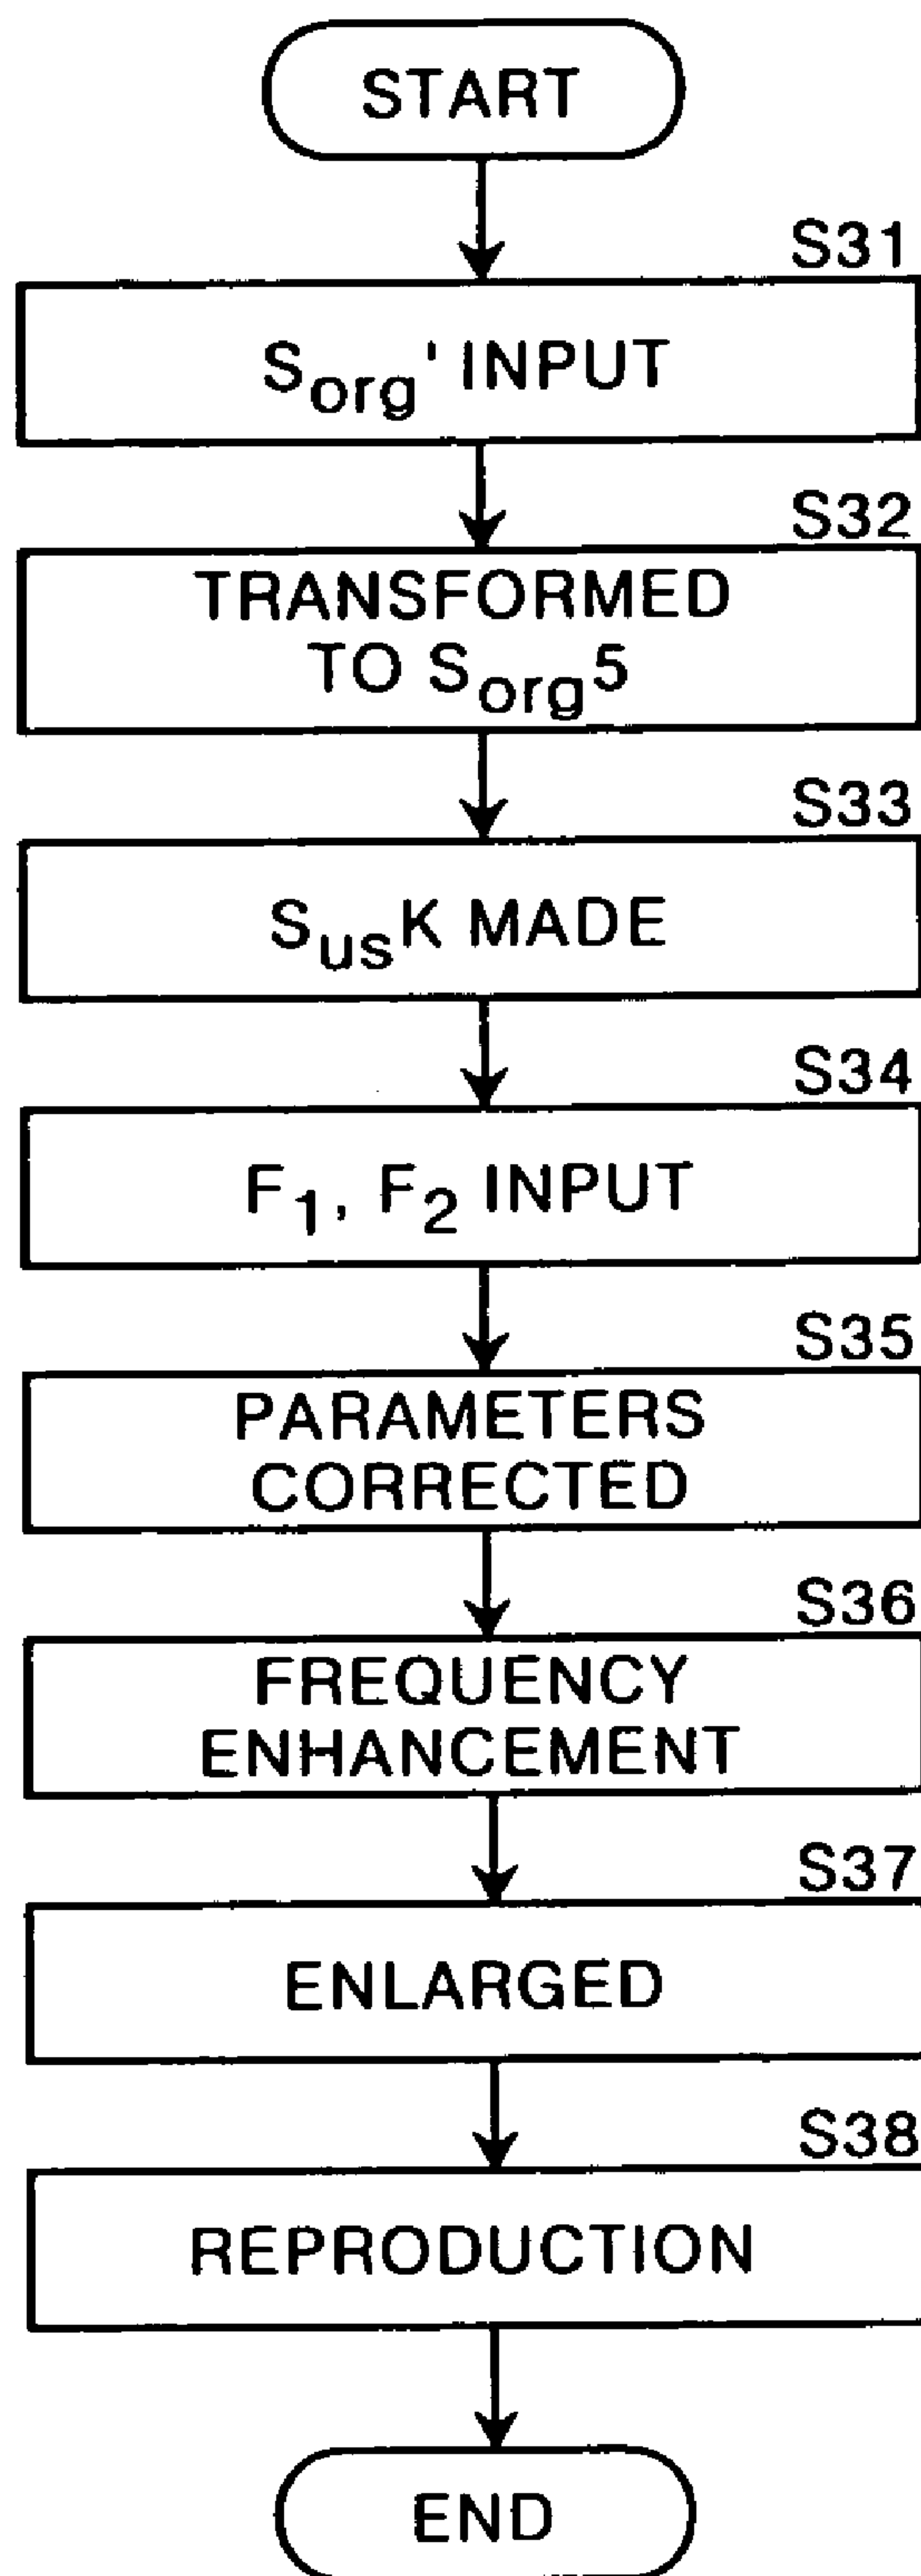 START
S31
Sorg' INPUT
S32
TRANSFORMED
TO Sorg5
S33
SusK MADE
S34
F1, F2 INPUT
S35
PARAMETERS
CORRECTED
S36
FREQUENCY
ENHANCEMENT
S37
ENLARGED
S38
REPRODUCTION
END